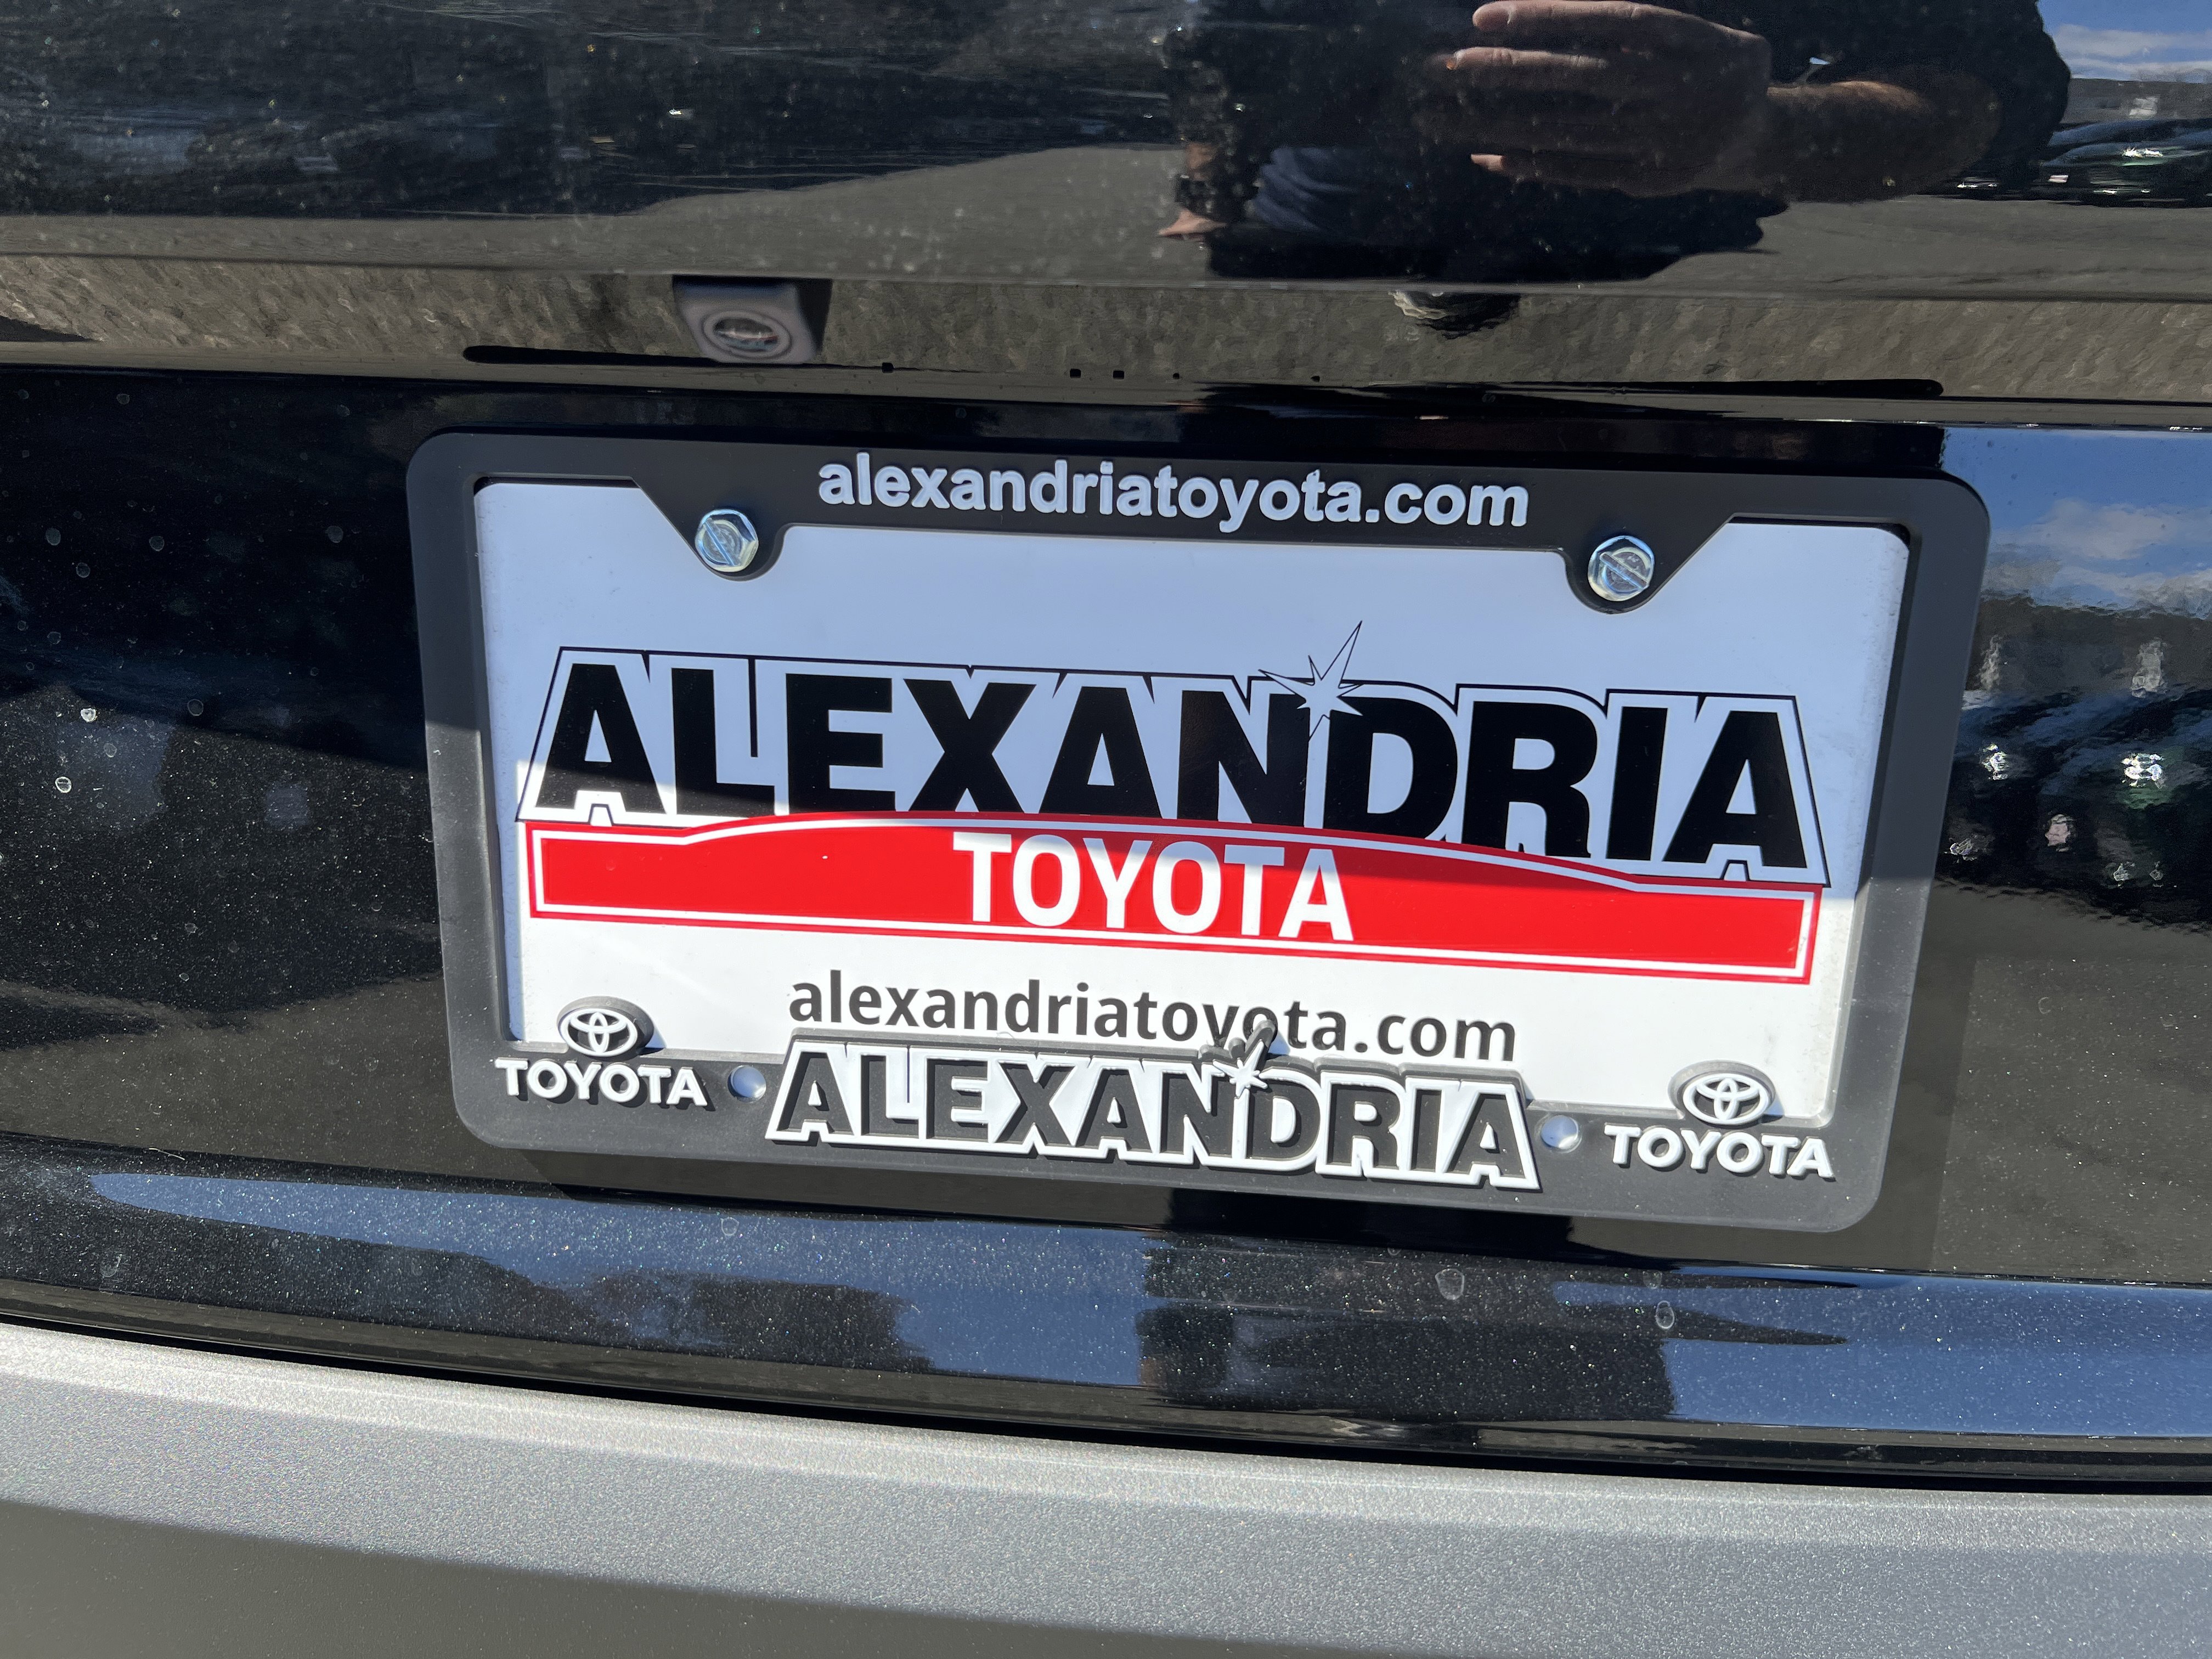 alexandriatoyota.com
ALEXANDRIA
TOYOTA
alexandriatoyota.com
TOYOTA ALEXANDRIA TOYOTA